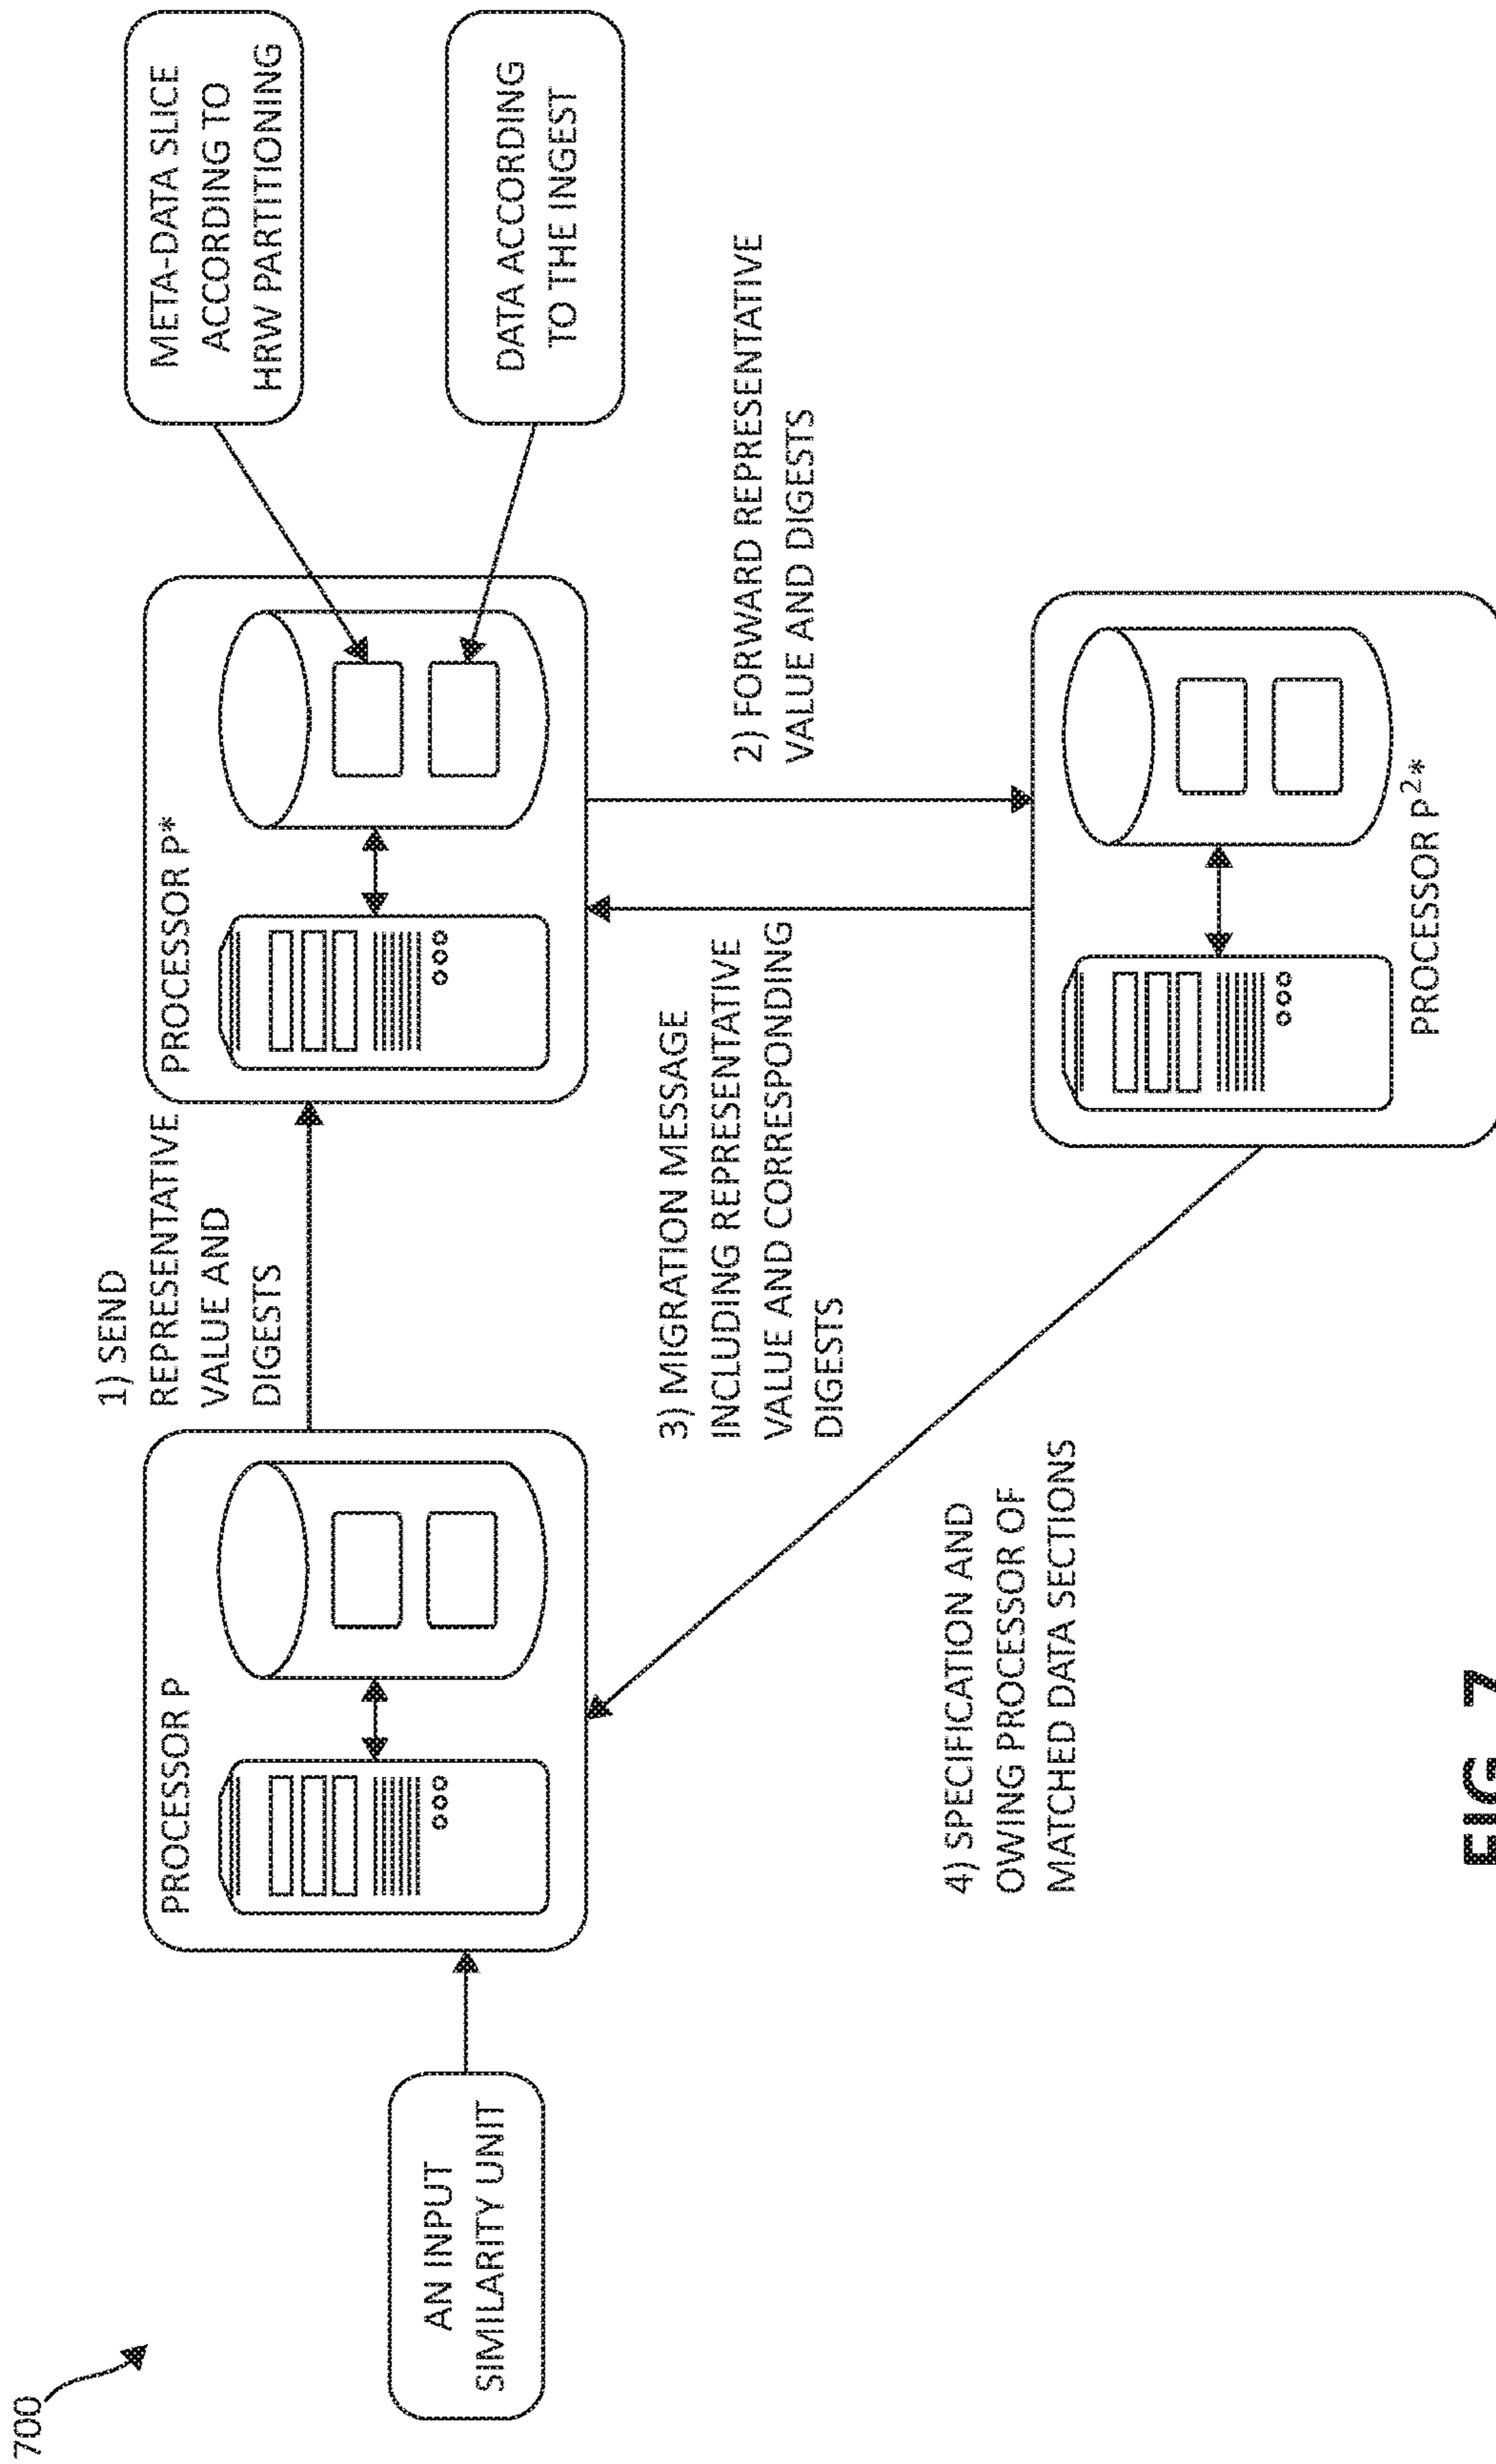 700
AN INPUT
SIMILARITY UNIT
PROCESSOR P
1) SEND
REPRESENTATIVE
VALUE AND
DIGESTS
PROCESSOR P*
META-DATA SLICE
ACCORDING TO
HRW PARTITIONING
DATA ACCORDING
TO THE INGEST
2) FORWARD REPRESENTATIVE
VALUE AND DIGESTS
3) MIGRATION MESSAGE
INCLUDING REPRESENTATIVE
VALUE AND CORRESPONDING
DIGESTS
4) SPECIFICATION AND
OWING PROCESSOR OF
MATCHED DATA SECTIONS
PROCESSOR P²*
FIG. 7